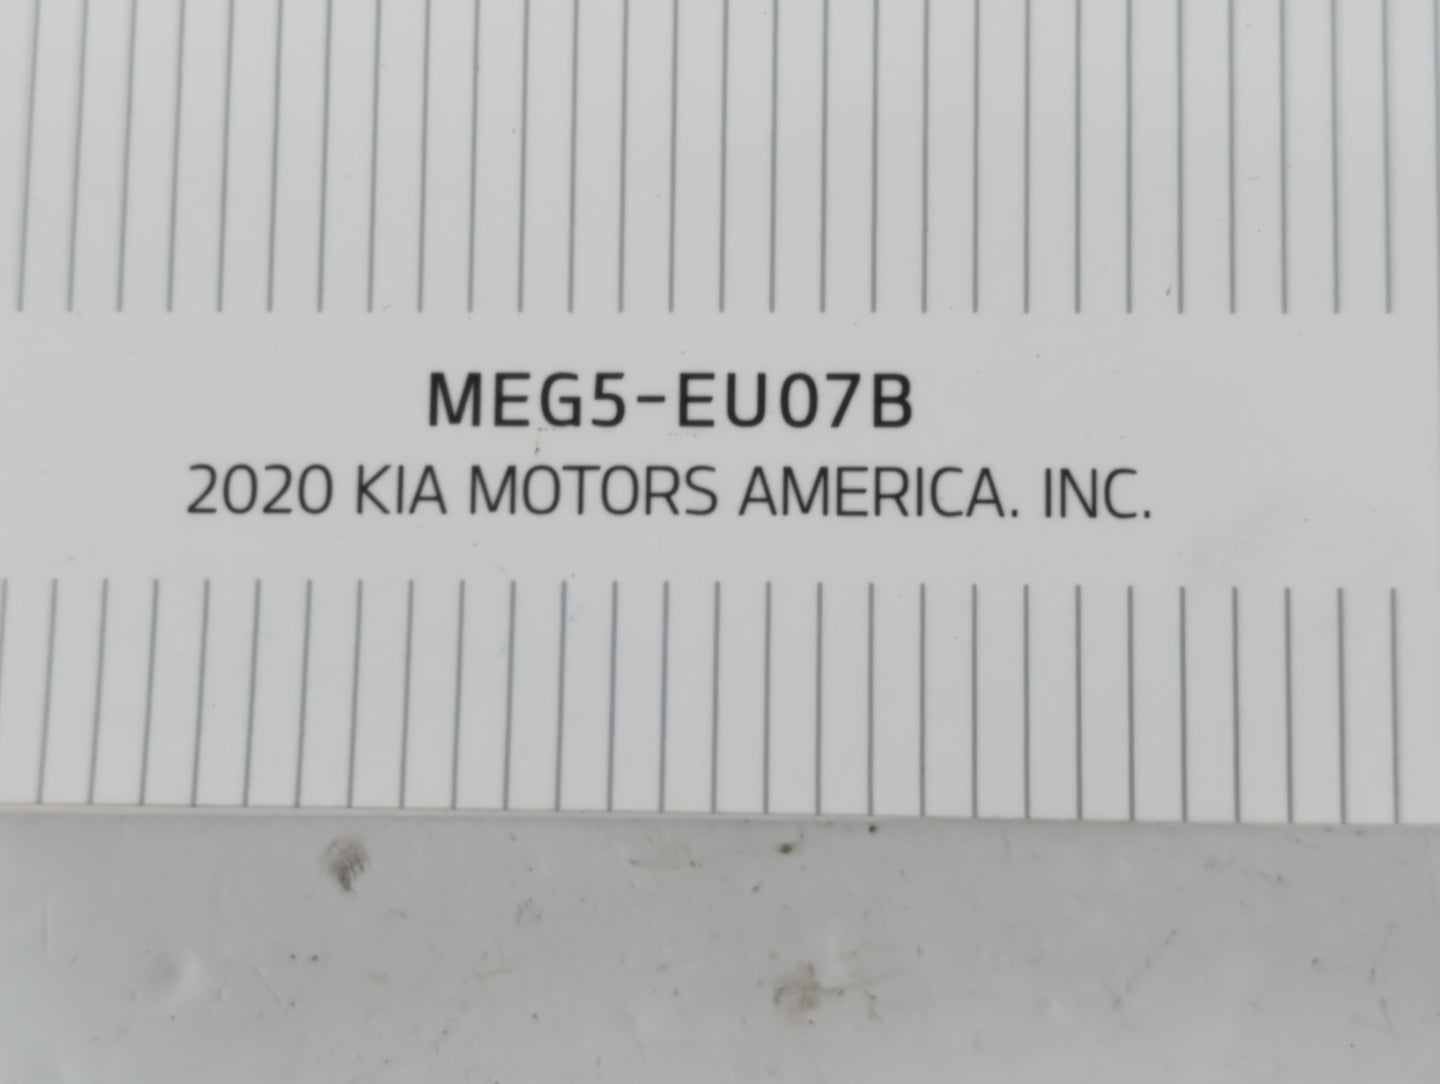 MEG5-EU07B
2020 KIA MOTORS AMERICA. INC.